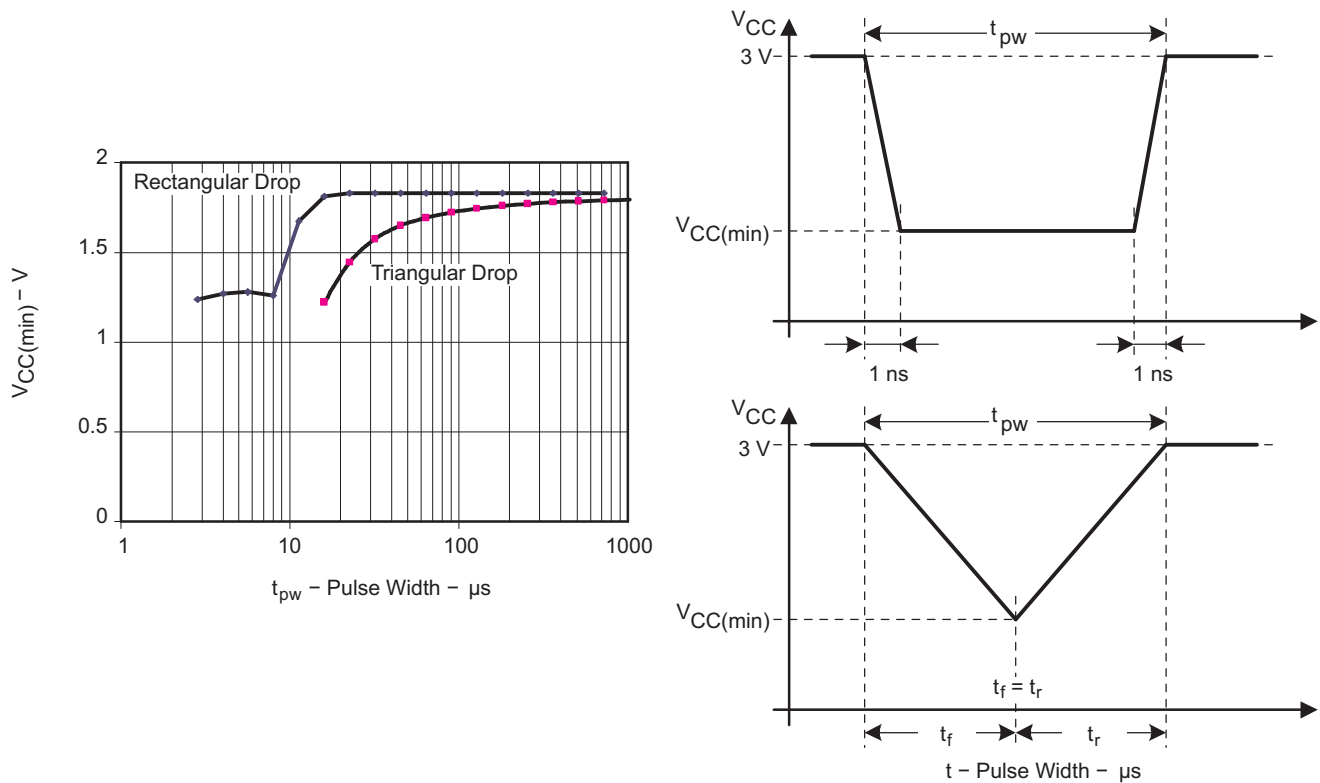 2
1.5
1
0.5
0
VCC(min) − V
Rectangular Drop
Triangular Drop
1 10 100 1000
tpw − Pulse Width − µs
VCC
tpw
3 V
VCC(min)
1 ns 1 ns
VCC
tpw
3 V
VCC(min)
tf = tr
tf tr
t − Pulse Width − µs